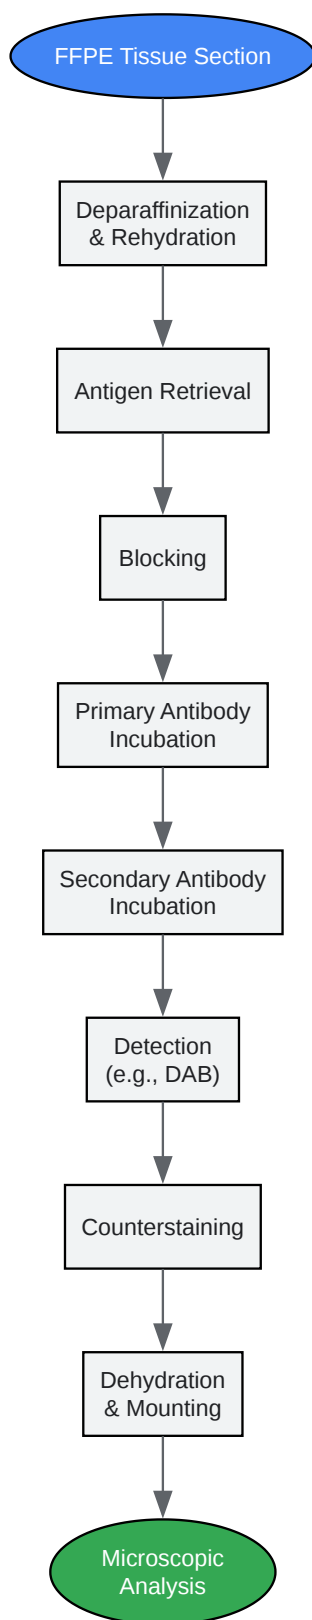 FFPE Tissue Section
Deparaffinization
& Rehydration
Antigen Retrieval
Blocking
Primary Antibody
Incubation
Secondary Antibody
Incubation
Detection
(e.g., DAB)
Counterstaining
Dehydration
& Mounting
Microscopic
Analysis